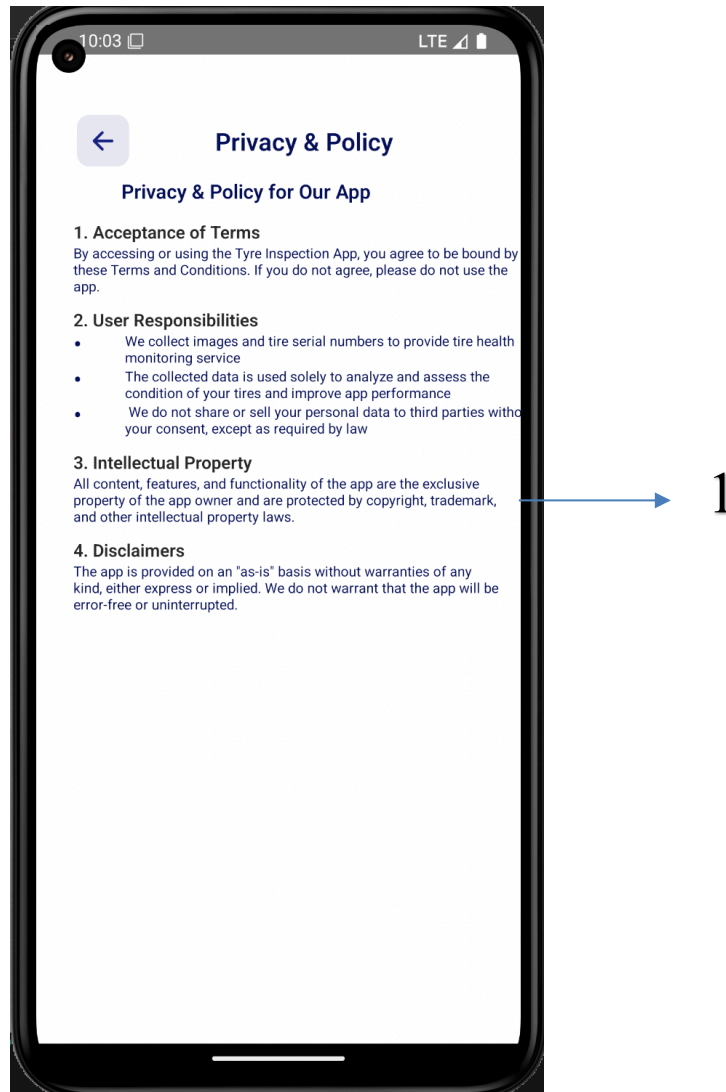 10:03
LTE
Privacy & Policy
Privacy & Policy for Our App
1. Acceptance of Terms
By accessing or using the Tyre Inspection App, you agree to be bound by
these Terms and Conditions. If you do not agree, please do not use the
app.
2. User Responsibilities
• We collect images and tire serial numbers to provide tire health
monitoring service
• The collected data is used solely to analyze and assess the
condition of your tires and improve app performance
• We do not share or sell your personal data to third parties witho
your consent, except as required by law
3. Intellectual Property
All content, features, and functionality of the app are the exclusive
property of the app owner and are protected by copyright, trademark,
and other intellectual property laws.
1
4. Disclaimers
The app is provided on an "as-is" basis without warranties of any
kind, either express or implied. We do not warrant that the app will be
error-free or uninterrupted.